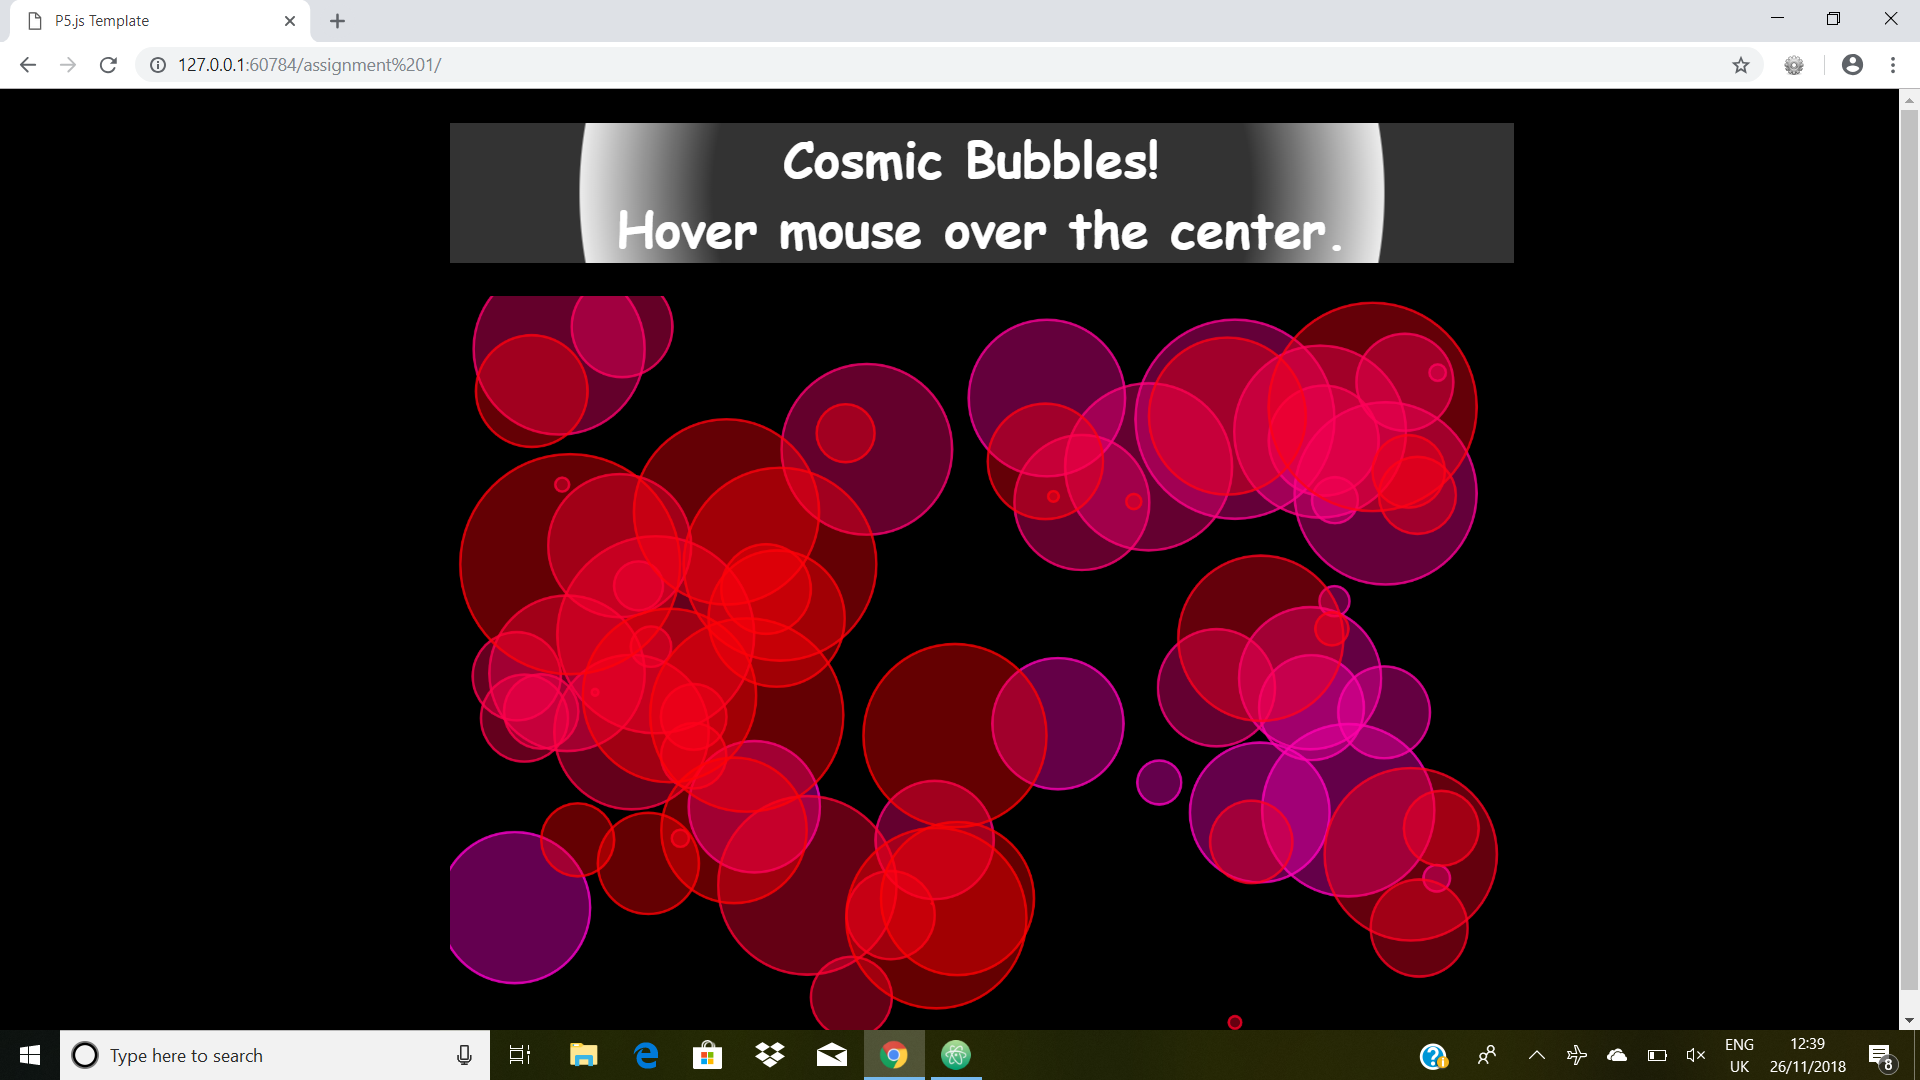 P5.js Template
127.0.0.1:60784/assignment%201/
Cosmic Bubbles!
Hover mouse over the center.
Type here to search
ENG
UK
12:39
26/11/2018
8